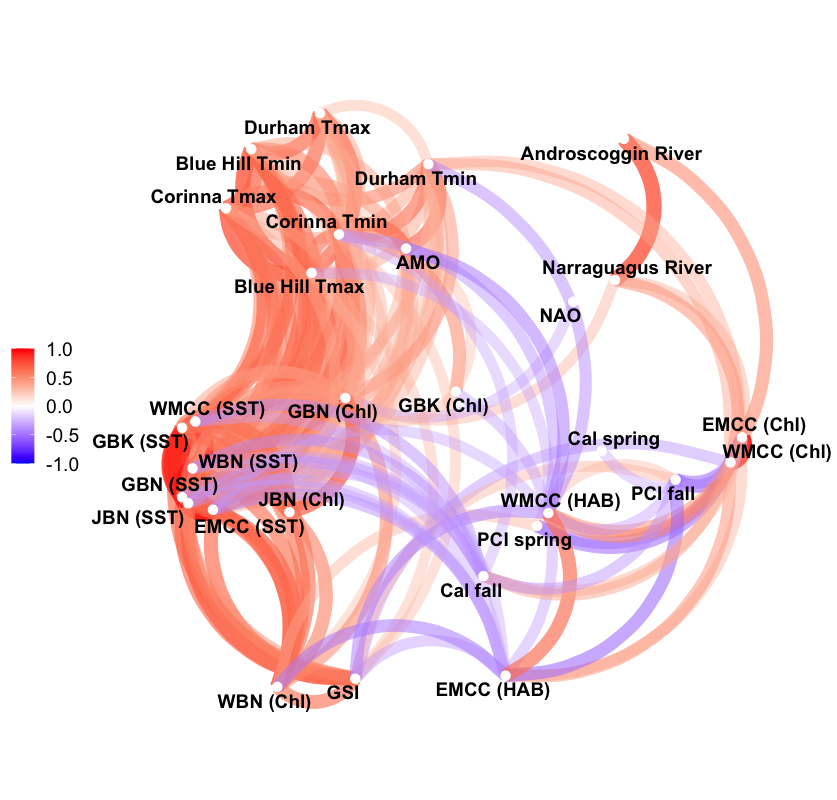 Durham Tmax
Androscoggin River
Blue Hill Tmin
Durham Tmin
Corinna Tmax
Corinna Tmin
AMO
Narraguagus River
Blue Hill Tmax
NAO
1.0
0.5
0.0
-0.5
-1.0
WMCC (SST)
GBN (Chl)
GBK (Chl)
GBK (SST)
EMCC (Chl)
Cal spring
WMCC (Chl)
WBN (SST)
GBN (SST)
PCI fall
JBN (Chl)
WMCC (HAB)
JBN (SST)
EMCC (SST)
PCI spring
Cal fall
WBN (Chl)
GSI
EMCC (HAB)